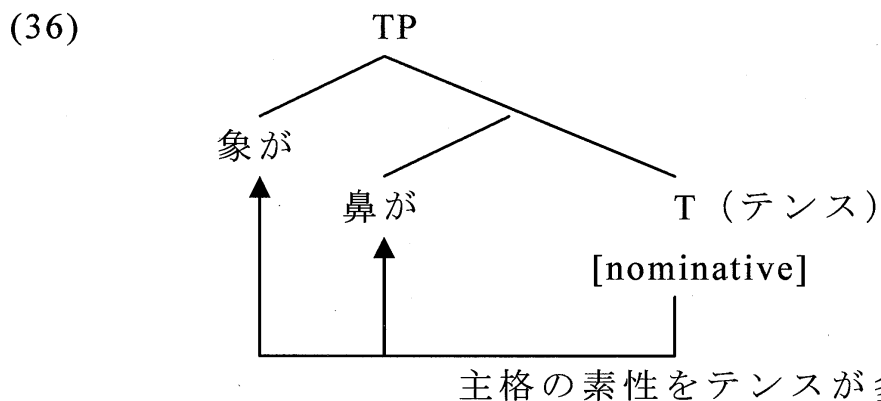 (36) TP
象が
鼻が T（テンス）
[nominative]
主格の素性をテンスが